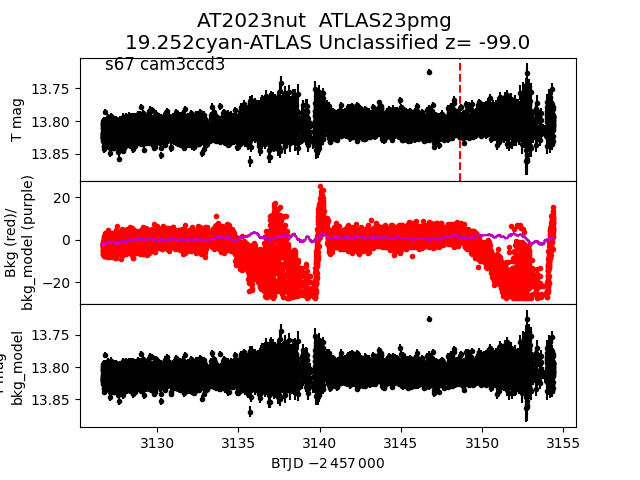 AT2023nut ATLAS23pmg
19.252cyan-ATLAS Unclassified z= -99.0
s67 cam3ccd3
13.75
13.80
13.85
T mag
20
0
−20
Bkg (red)/
bkg_model (purple)
13.75
13.80
13.85
bkg_model
3130 3135 3140 3145 3150 3155
BTJD −2 457 000